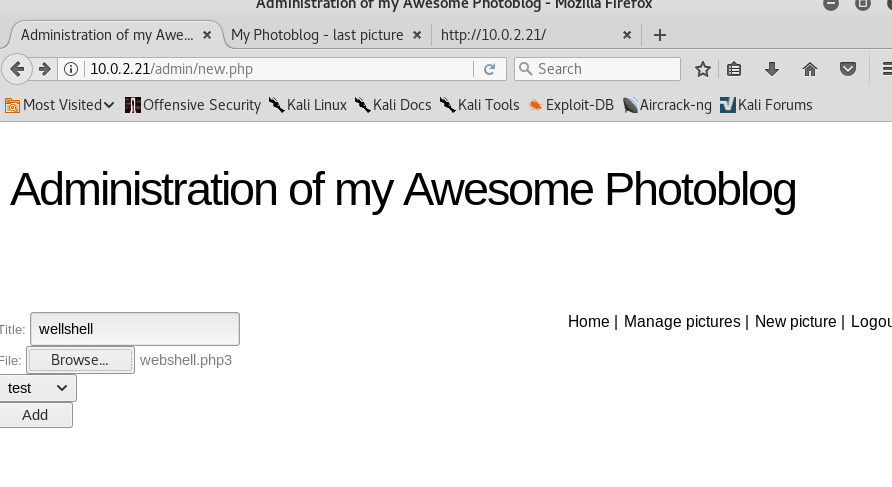 Administration of my Awesome Photoblog - Mozilla Firefox
Administration of my Awe... × My Photoblog - last picture × http://10.0.2.21/ × +
10.0.2.21/admin/new.php Search
Most Visited Offensive Security Kali Linux Kali Docs Kali Tools Exploit-DB Aircrack-ng Kali Forums
Administration of my Awesome Photoblog
Home | Manage pictures | New picture | Logou
Title: wellshell
File: Browse... webshell.php3
test
Add